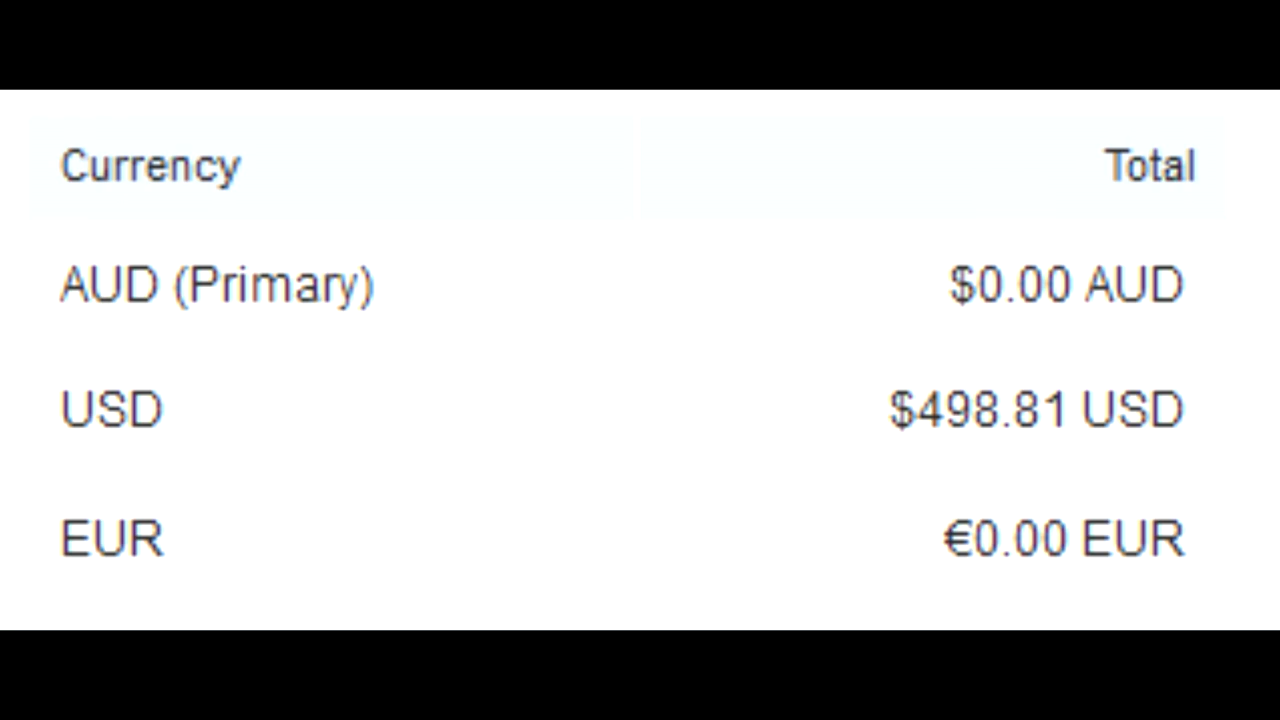 Currency Total
AUD (Primary) $0.00 AUD
USD $498.81 USD
EUR €0.00 EUR